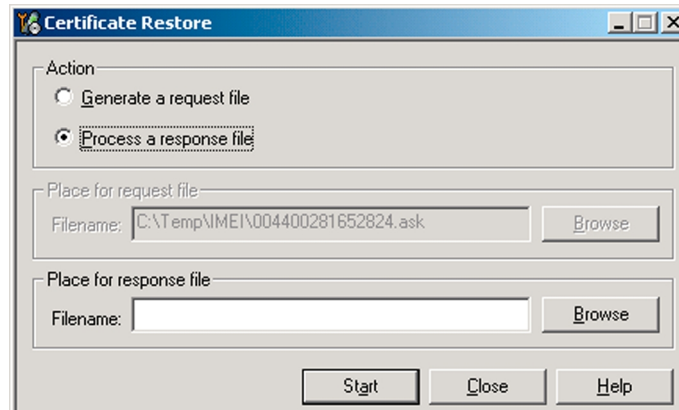 Certificate Restore
Action
Generate a request file
Process a response file
Place for request file
Filename: C:\Temp\IMEI\004400281652824.ask Browse
Place for response file
Filename: Browse
Start Close Help